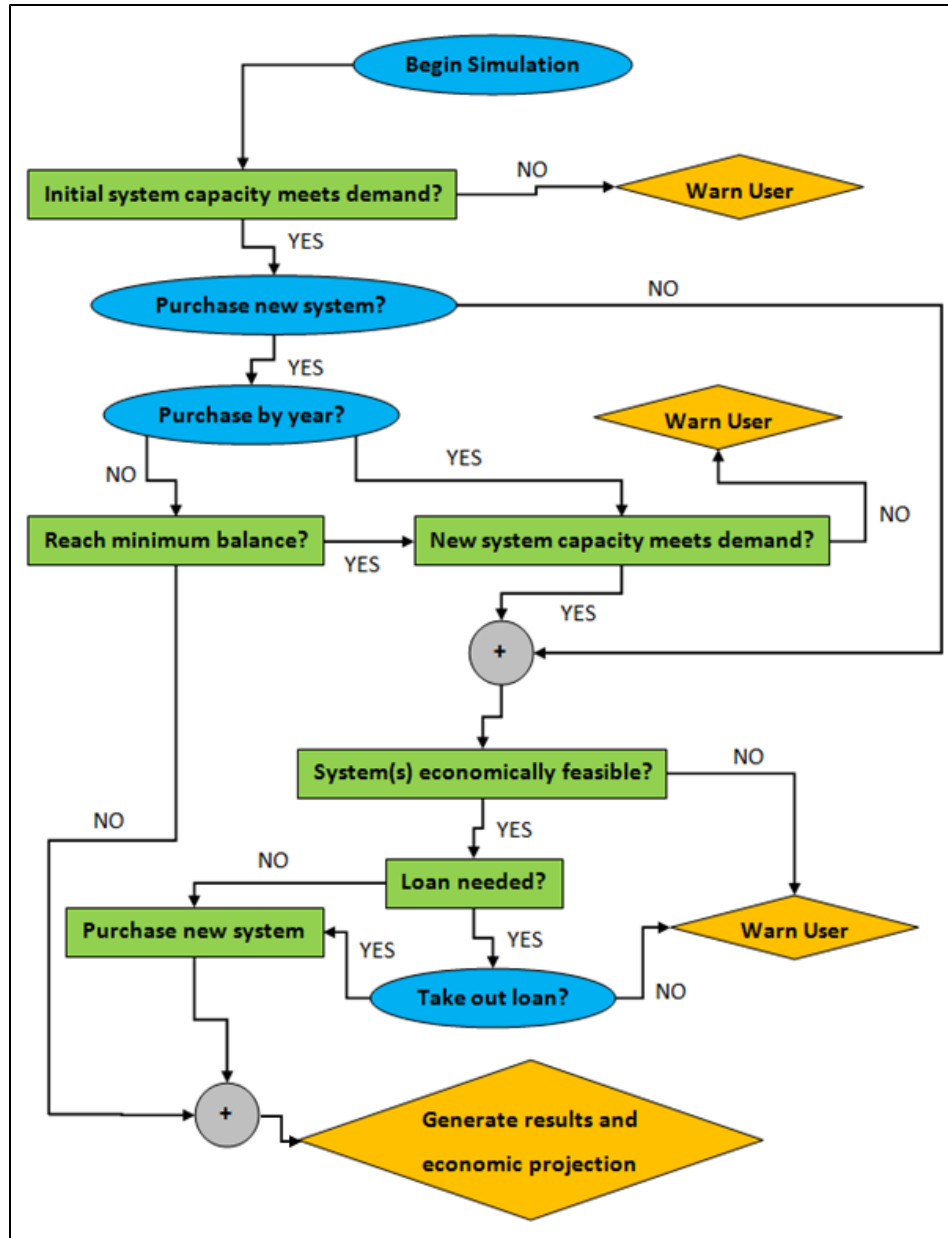 Begin Simulation
Initial system capacity meets demand?
NO
Warn User
YES
Purchase new system?
NO
YES
Purchase by year?
Warn User
NO
YES
NO
Reach minimum balance?
YES
New system capacity meets demand?
YES
+
System(s) economically feasible?
NO
NO
YES
NO
Loan needed?
Purchase new system
YES
YES
Warn User
Take out loan?
NO
+
Generate results and
economic projection